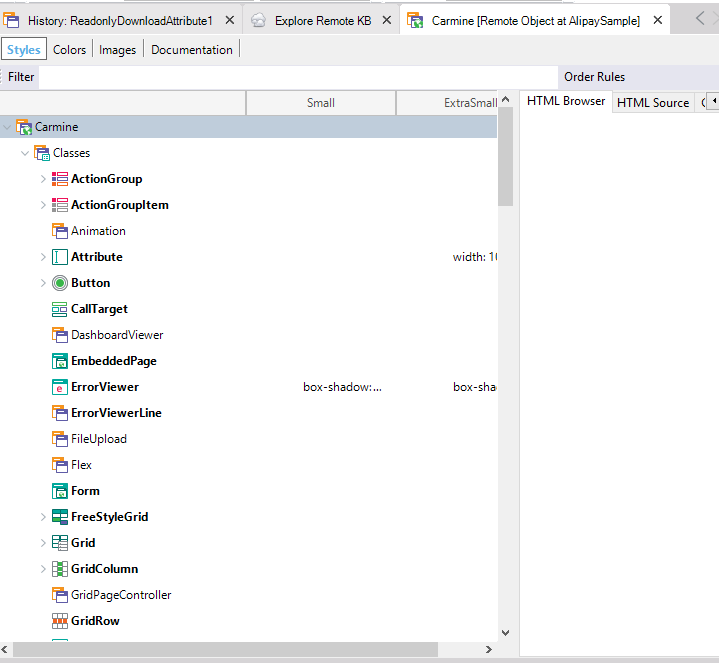 History: ReadonlyDownloadAttribute1
Explore Remote KB
Carmine [Remote Object at AlipaySample]
Styles
Colors
Images
Documentation
Filter
Order Rules
Small
ExtraSmall
HTML Browser
HTML Source
Carmine
Classes
ActionGroup
ActionGroupItem
Animation
Attribute
width: 10
Button
CallTarget
DashboardViewer
EmbeddedPage
ErrorViewer
box-shadow:...
box-sha
ErrorViewerLine
FileUpload
Flex
Form
FreeStyleGrid
Grid
GridColumn
GridPageController
GridRow